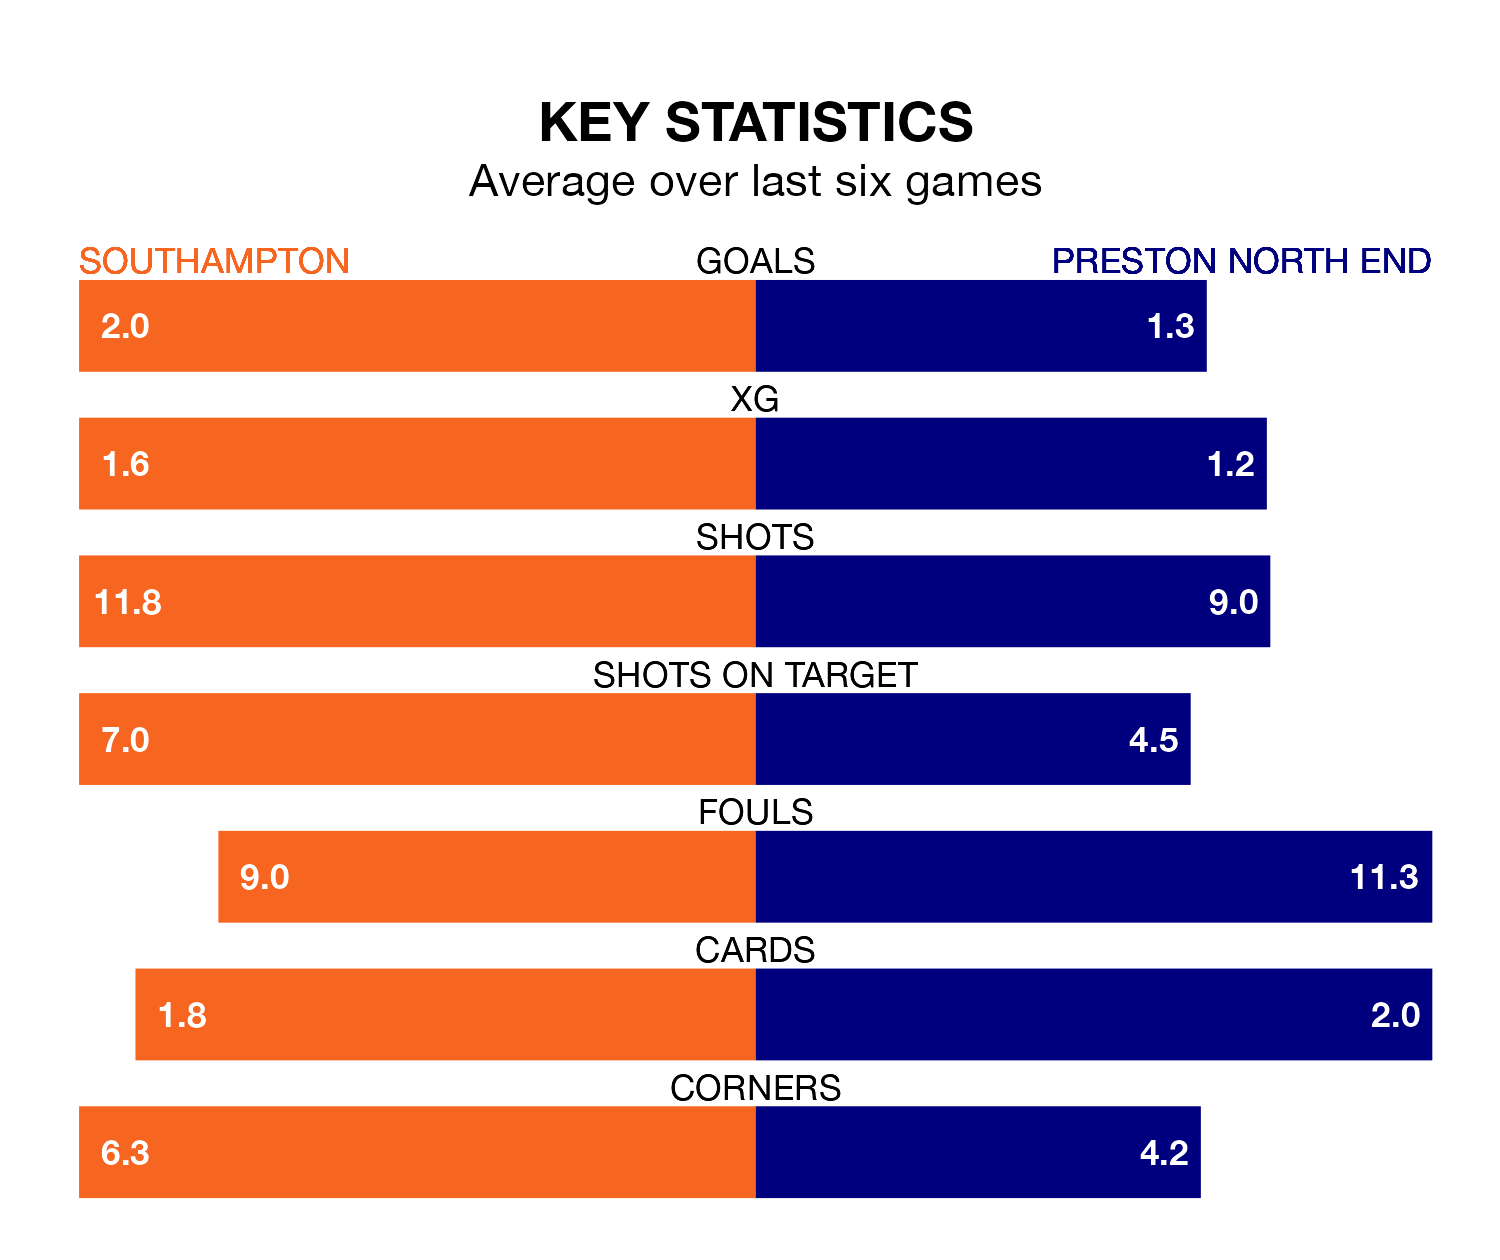 KEY STATISTICS
Average over last six games
SOUTHAMPTON GOALS PRESTON NORTH END
2.0 1.3
XG
1.6 1.2
SHOTS
11.8 9.0
SHOTS ON TARGET
7.0 4.5
FOULS
9.0 11.3
CARDS
1.8 2.0
CORNERS
6.3 4.2